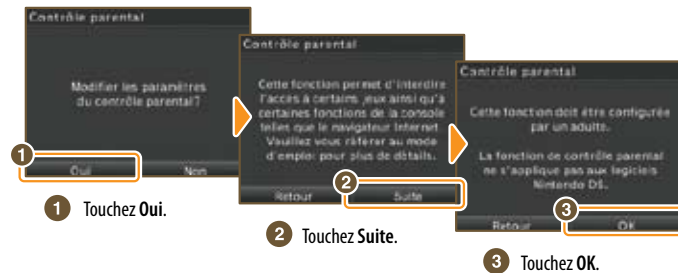 Contrôle parental
Modifier les paramètres
du contrôle parental?
1
Oui
Non
1 Touchez Oui.
Contrôle parental
Cette fonction permet d'interdire
l'accès à certains jeux ainsi qu'à
certaines fonctions de la console
telles que le navigateur Internet.
Veuillez vous référer au mode
d'emploi pour plus de détails.
2
Retour
Suite
2 Touchez Suite.
Contrôle parental
Cette fonction doit être configurée
par un adulte.
La fonction de contrôle parental
ne s'applique pas aux logiciels
Nintendo DS.
3
Retour
OK
3 Touchez OK.